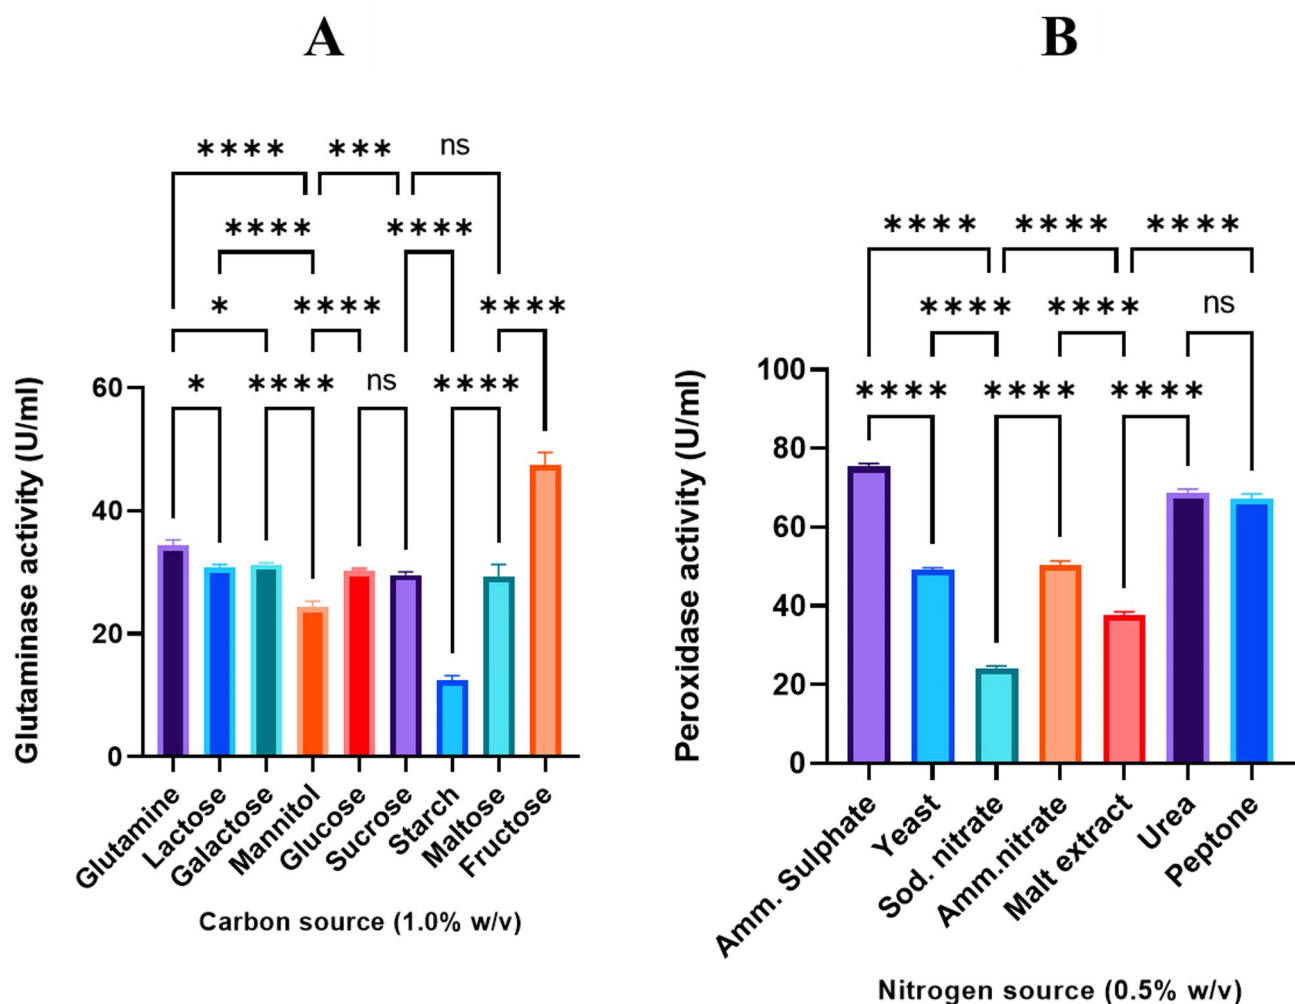 A
B
**** *** ns
**** ****
* **** ****
* **** ns ****
Glutaminase activity (U/ml)
60
40
20
0
Glutamine
Lactose
Galactose
Mannitol
Glucose
Sucrose
Starch
Maltose
Fructose
Carbon source (1.0% w/v)
**** **** ****
**** **** ns
**** **** ****
Peroxidase activity (U/ml)
100
80
60
40
20
0
Amm. Sulphate
Yeast
Sod. nitrate
Amm.nitrate
Malt extract
Urea
Peptone
Nitrogen source (0.5% w/v)